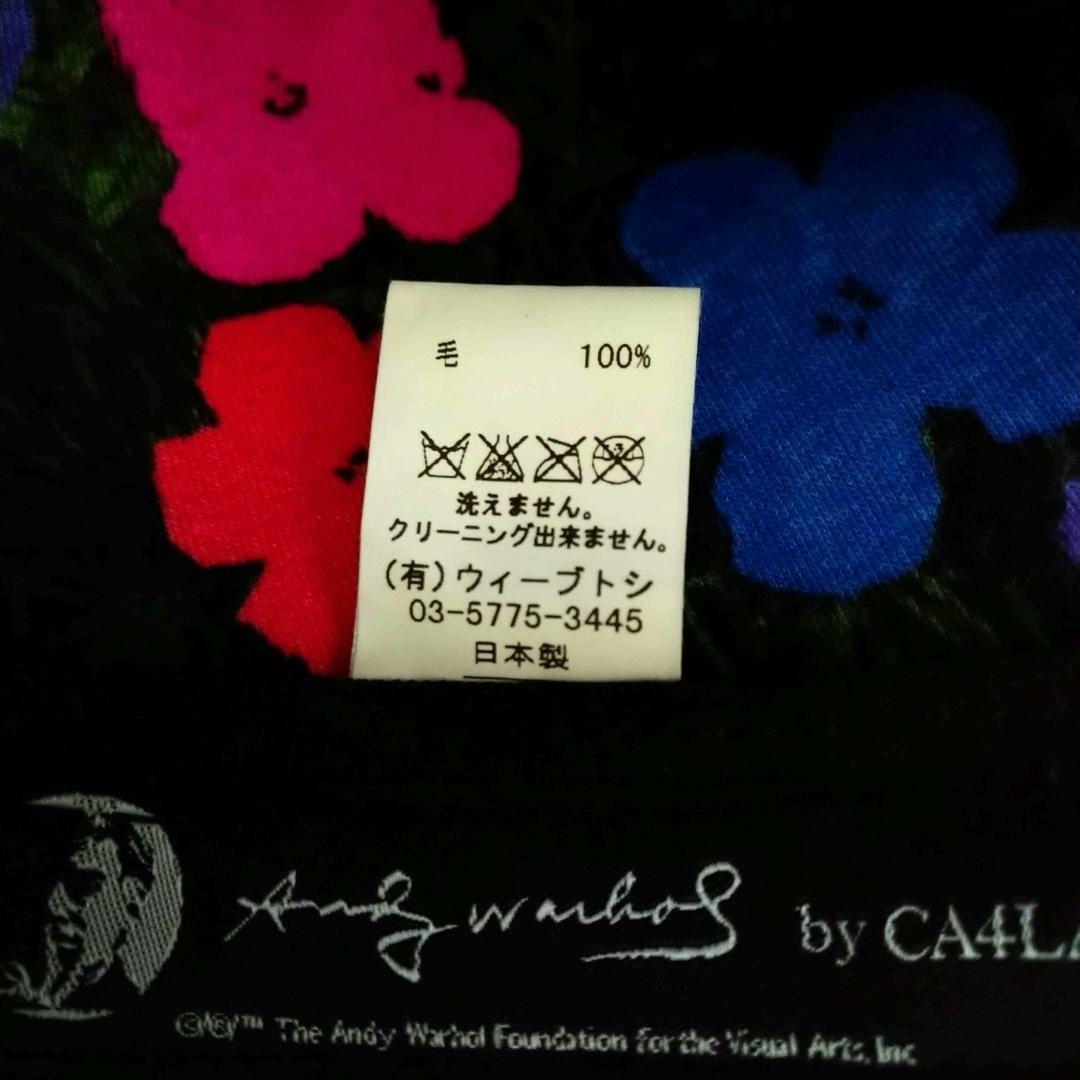 毛 100%
洗えません。
クリーニング出来ません。
(有)ウィーブトシ
03-5775-3445
日本製
Andy Warhol by CA4LA
©/®/™ The Andy Warhol Foundation for the Visual Arts, Inc